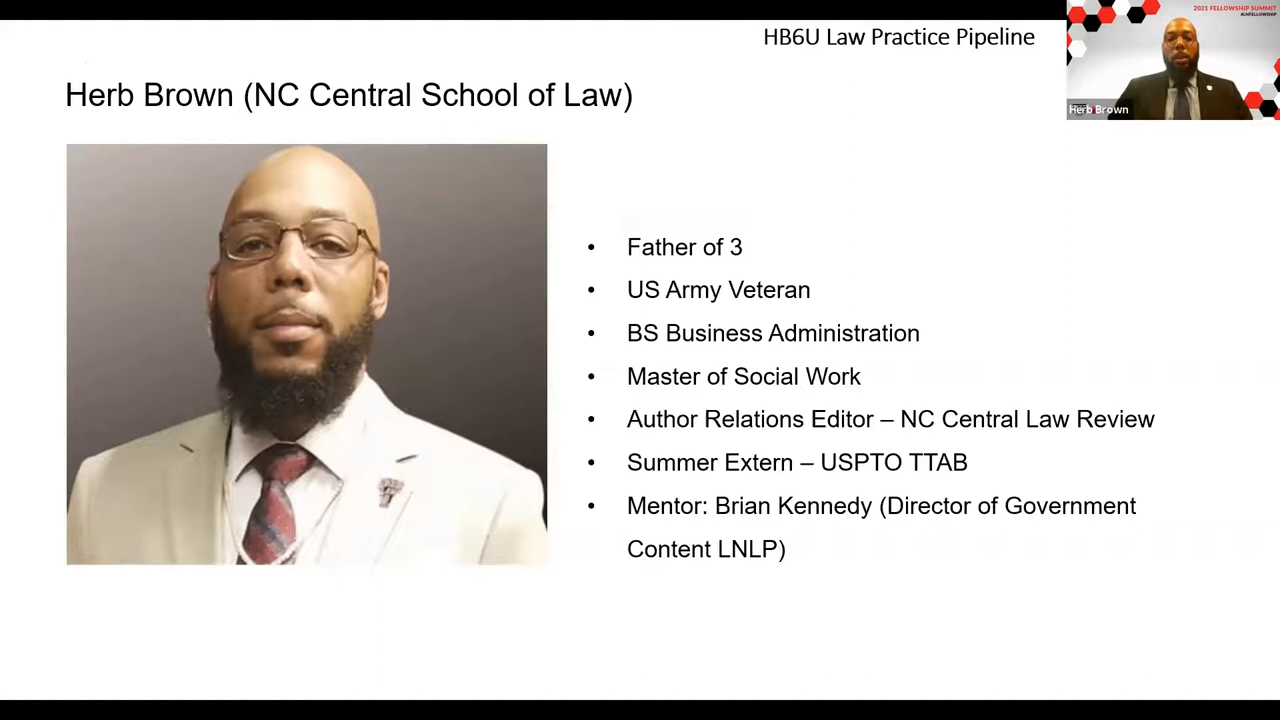 HB6U Law Practice Pipeline
2021 FELLOWSHIP SUMMIT
#LNFELLOWSHIP
Herb Brown
Herb Brown (NC Central School of Law)
• Father of 3
• US Army Veteran
• BS Business Administration
• Master of Social Work
• Author Relations Editor – NC Central Law Review
• Summer Extern – USPTO TTAB
• Mentor: Brian Kennedy (Director of Government
Content LNLP)